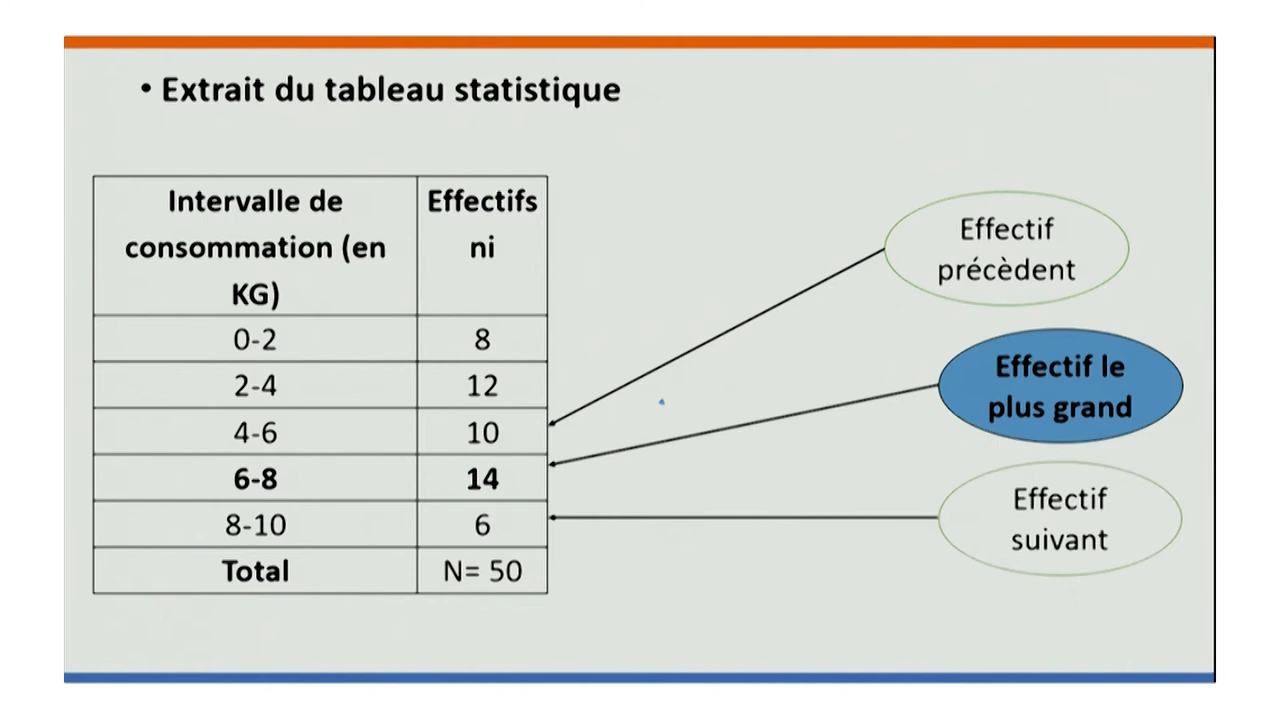 • Extrait du tableau statistique
Intervalle de
consommation (en
KG)
Effectifs
ni
0-2 8
2-4 12
4-6 10
6-8 14
8-10 6
Total N= 50
Effectif
précèdent
Effectif le
plus grand
Effectif
suivant